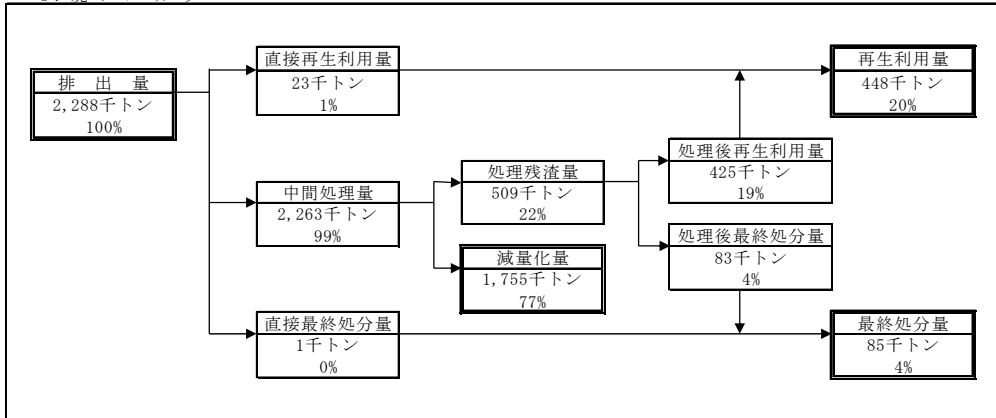 排出量
2,288千トン
100%
直接再生利用量
23千トン
1%
再生利用量
448千トン
20%
中間処理量
2,263千トン
99%
処理残渣量
509千トン
22%
処理後再生利用量
425千トン
19%
減量化量
1,755千トン
77%
処理後最終処分量
83千トン
4%
直接最終処分量
1千トン
0%
最終処分量
85千トン
4%